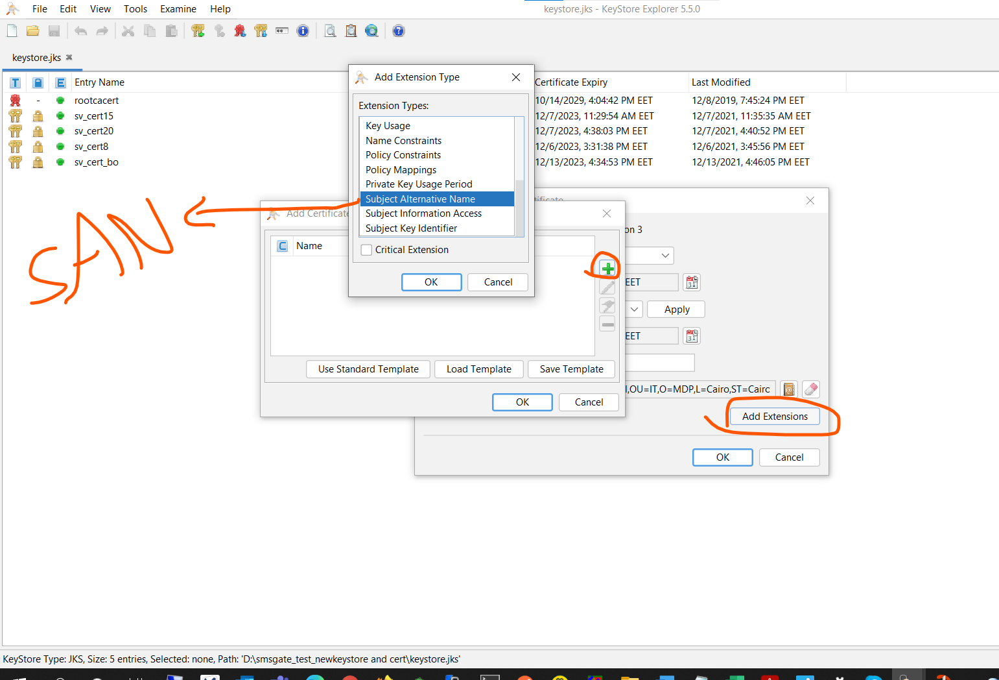 File Edit View Tools Examine Help
keystore.jks - KeyStore Explorer 5.5.0
keystore.jks
T E Entry Name Certificate Expiry Last Modified
rootcacert 10/14/2029, 4:04:42 PM EET 12/8/2019, 7:45:24 PM EET
sv_cert15 12/7/2023, 11:29:54 AM EET 12/7/2021, 11:35:35 AM EET
sv_cert20 12/7/2023, 4:38:03 PM EET 12/7/2021, 4:40:52 PM EET
sv_cert8 12/6/2023, 3:31:38 PM EET 12/6/2021, 3:45:56 PM EET
sv_cert_bo 12/13/2023, 4:34:53 PM EET 12/13/2021, 4:46:05 PM EET
Add Extension Type
Extension Types:
Key Usage
Name Constraints
Policy Constraints
Policy Mappings
Private Key Usage Period
Subject Alternative Name
Subject Information Access
Subject Key Identifier
Critical Extension
OK Cancel
SAN
Add Certificate
C Name
Use Standard Template Load Template Save Template
OK Cancel
on 3
EET
31
Apply
EET
31
,OU=IT,O=MDP,L=Cairo,ST=Cairo
Add Extensions
OK Cancel
KeyStore Type: JKS, Size: 5 entries, Selected: none, Path: 'D:\smsgate_test_newkeystore and cert\keystore.jks'